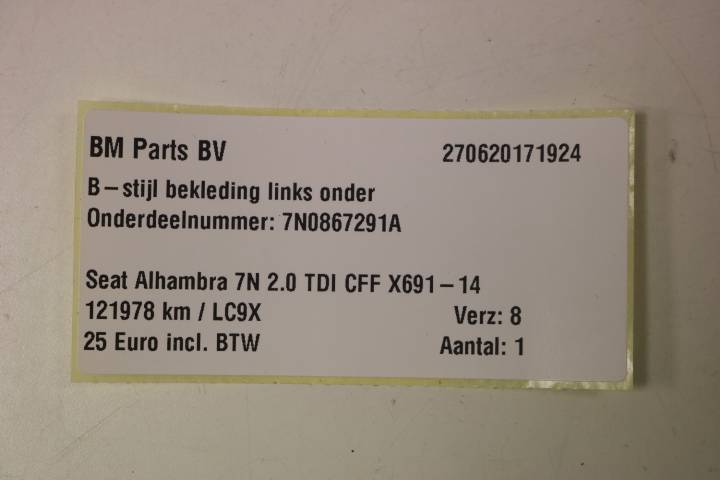 BM Parts BV 270620171924
B-stijl bekleding links onder
Onderdeelnummer: 7N0867291A
Seat Alhambra 7N 2.0 TDI CFF X691-14
121978 km / LC9X Verz: 8
25 Euro incl. BTW Aantal: 1